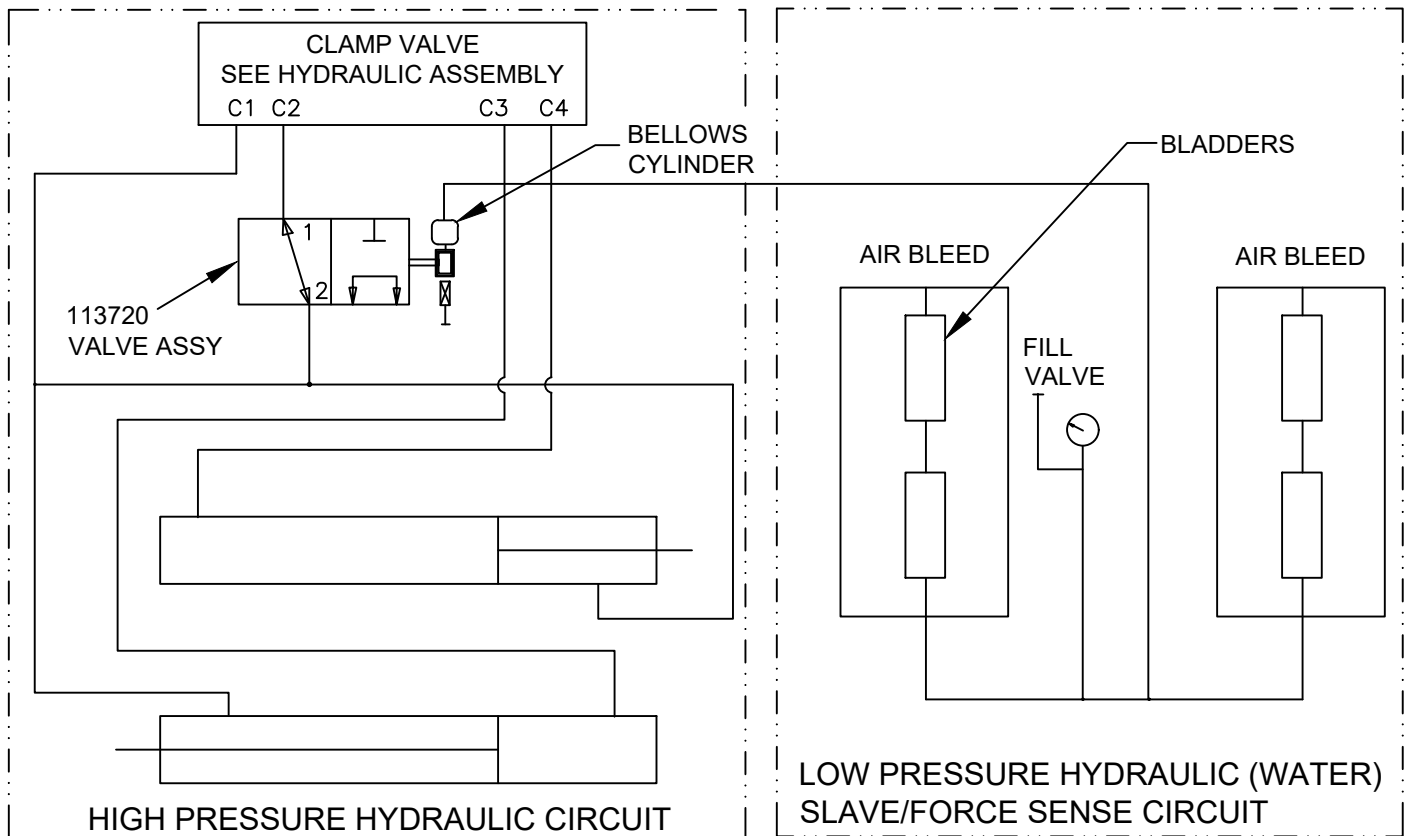 CLAMP VALVE
SEE HYDRAULIC ASSEMBLY
C1 C2 C3 C4
BELLOWS
CYLINDER
BLADDERS
1
2
113720
VALVE ASSY
AIR BLEED
AIR BLEED
FILL
VALVE
HIGH PRESSURE HYDRAULIC CIRCUIT
LOW PRESSURE HYDRAULIC (WATER)
SLAVE/FORCE SENSE CIRCUIT